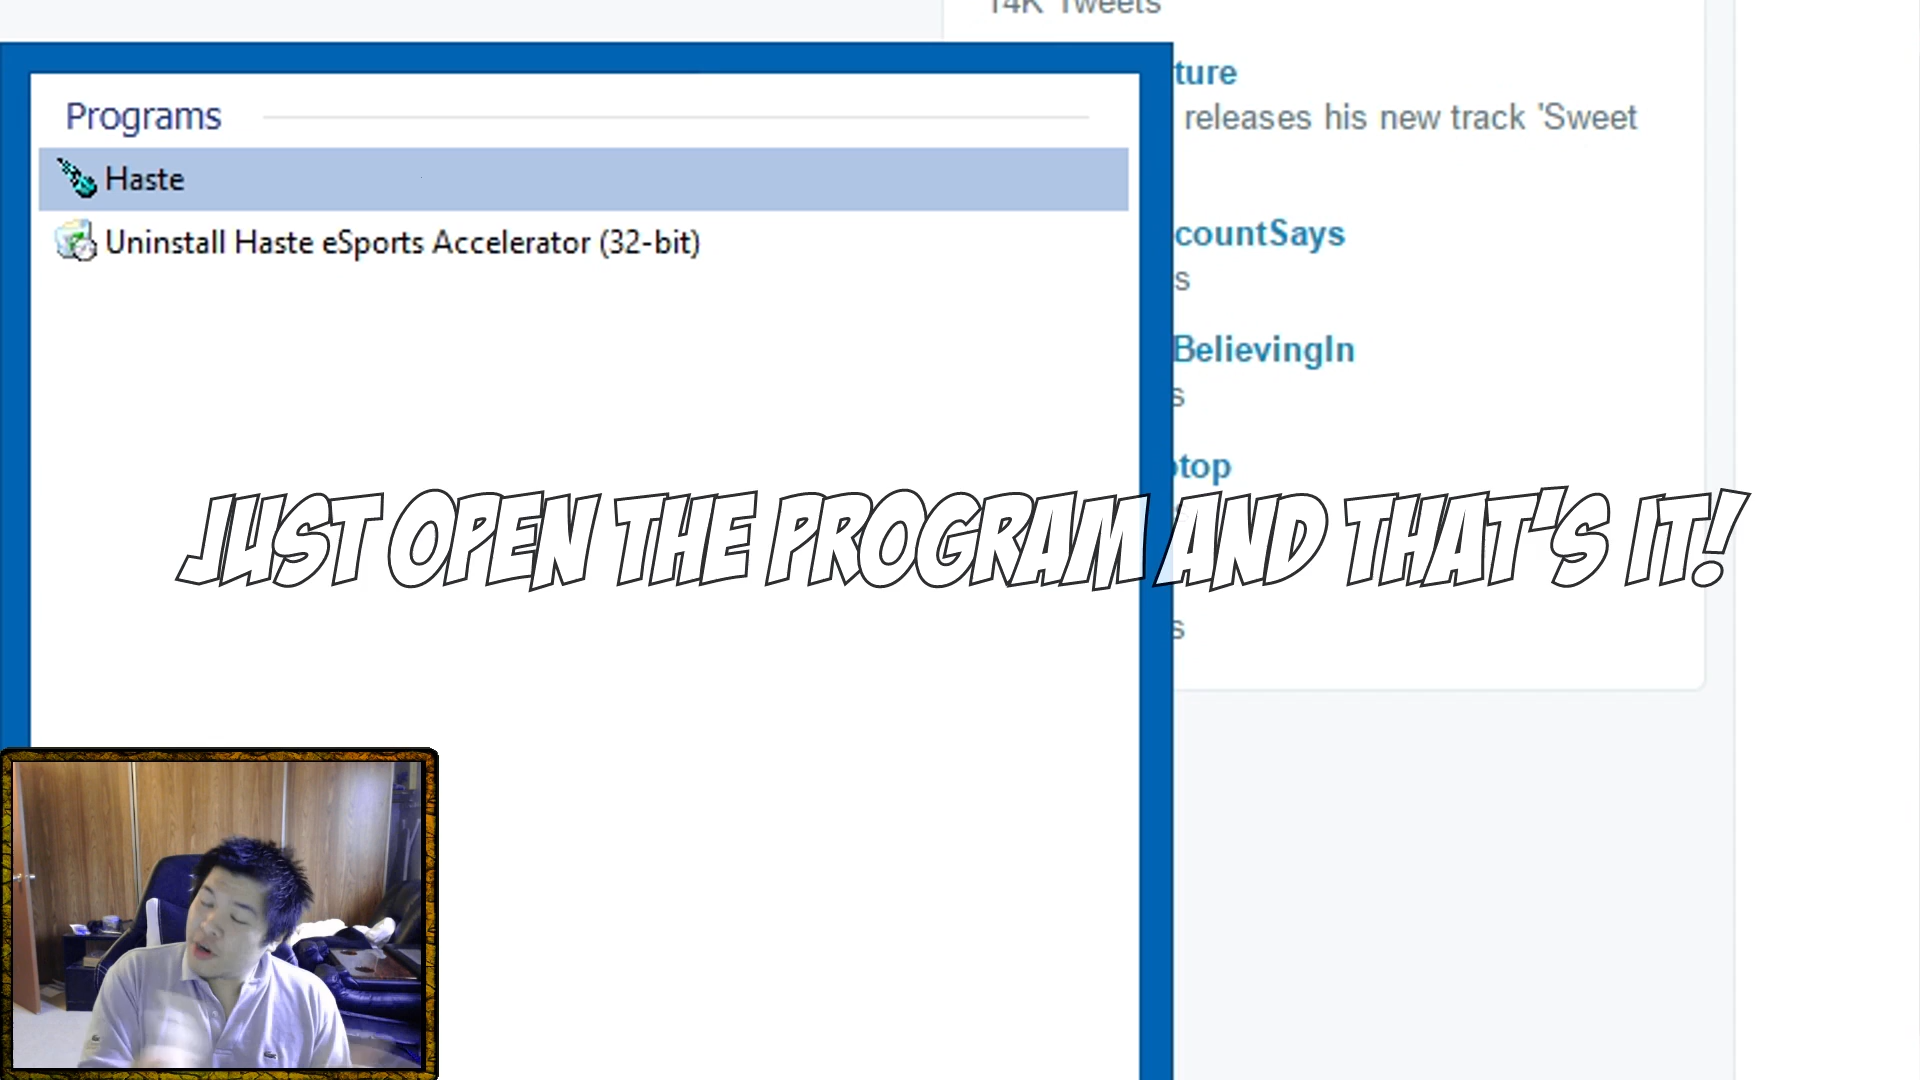 14K Tweets
ture
releases his new track 'Sweet
Programs
Haste
Uninstall Haste eSports Accelerator (32-bit)
countSays
s
BelievingIn
s
top
JUST OPEN THE PROGRAM AND THAT'S IT!
s